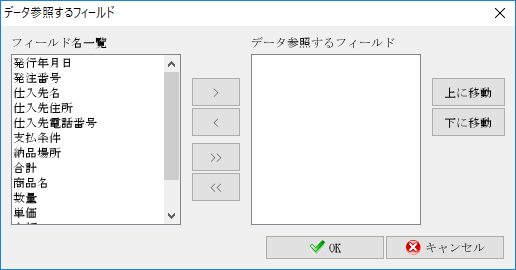 データ参照するフィールド
フィールド名一覧
発行年月日
発注番号
仕入先名
仕入先住所
仕入先電話番号
支払条件
納品場所
合計
商品名
数量
単価
>
<
>>
<<
データ参照するフィールド
上に移動
下に移動
OK
キャンセル